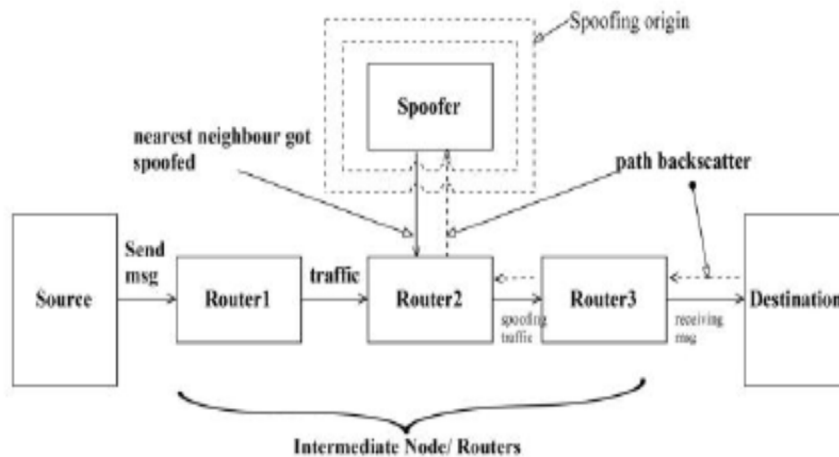 Spoofing origin
Spoofer
nearest neighbour got
spoofed
path backscatter
Send
msg
traffic
Source
Router1
Router2
Router3
Destination
spoofing
traffic
receiving
msg
Intermediate Node/ Routers